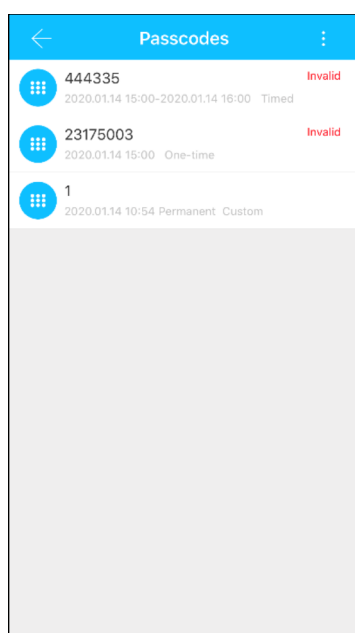 Passcodes
444335
Invalid
2020.01.14 15:00-2020.01.14 16:00 Timed
23175003
Invalid
2020.01.14 15:00 One-time
1
2020.01.14 10:54 Permanent Custom